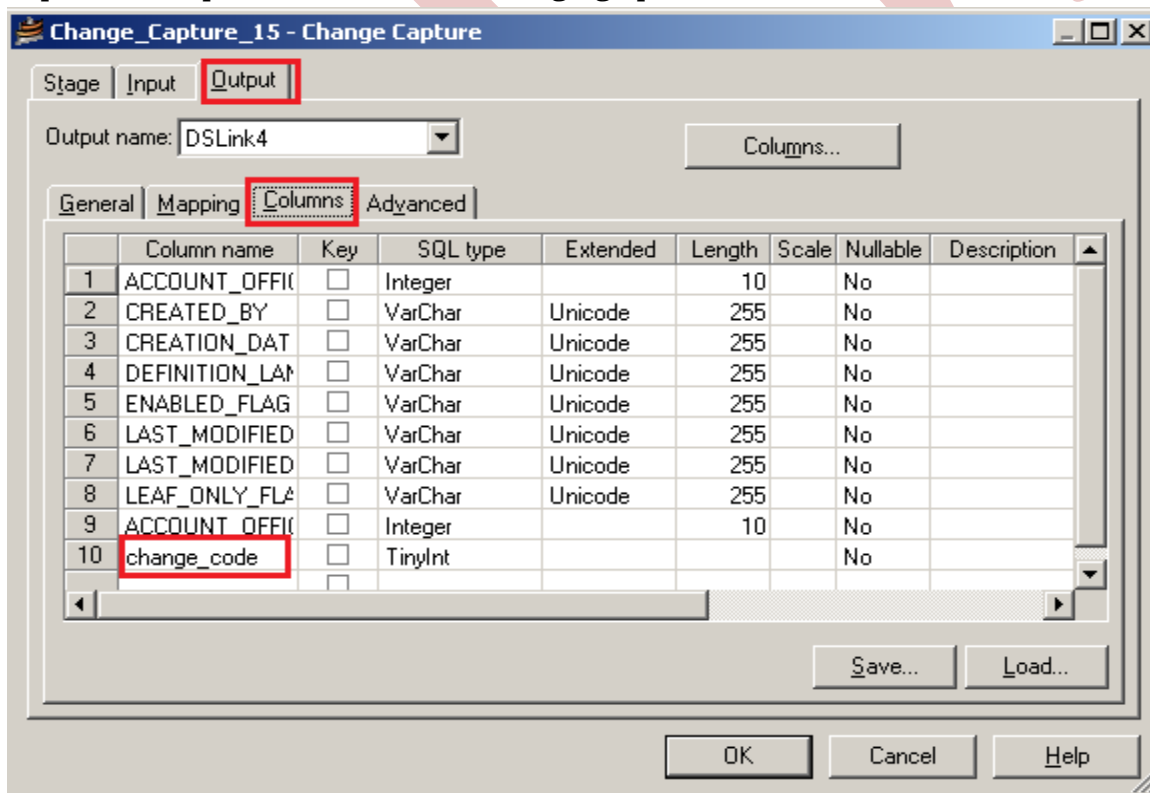 Change_Capture_15 - Change Capture
Stage Input Output
Output name: DSLink4 Columns...
General Mapping Columns Advanced
Column name Key SQL type Extended Length Scale Nullable Description
1 ACCOUNT_OFFI( Integer 10 No
2 CREATED_BY VarChar Unicode 255 No
3 CREATION_DAT VarChar Unicode 255 No
4 DEFINITION_LAN VarChar Unicode 255 No
5 ENABLED_FLAG VarChar Unicode 255 No
6 LAST_MODIFIED VarChar Unicode 255 No
7 LAST_MODIFIED VarChar Unicode 255 No
8 LEAF_ONLY_FLA VarChar Unicode 255 No
9 ACCOUNT_OFFI( Integer 10 No
10 change_code TinyInt No
Save... Load...
OK Cancel Help